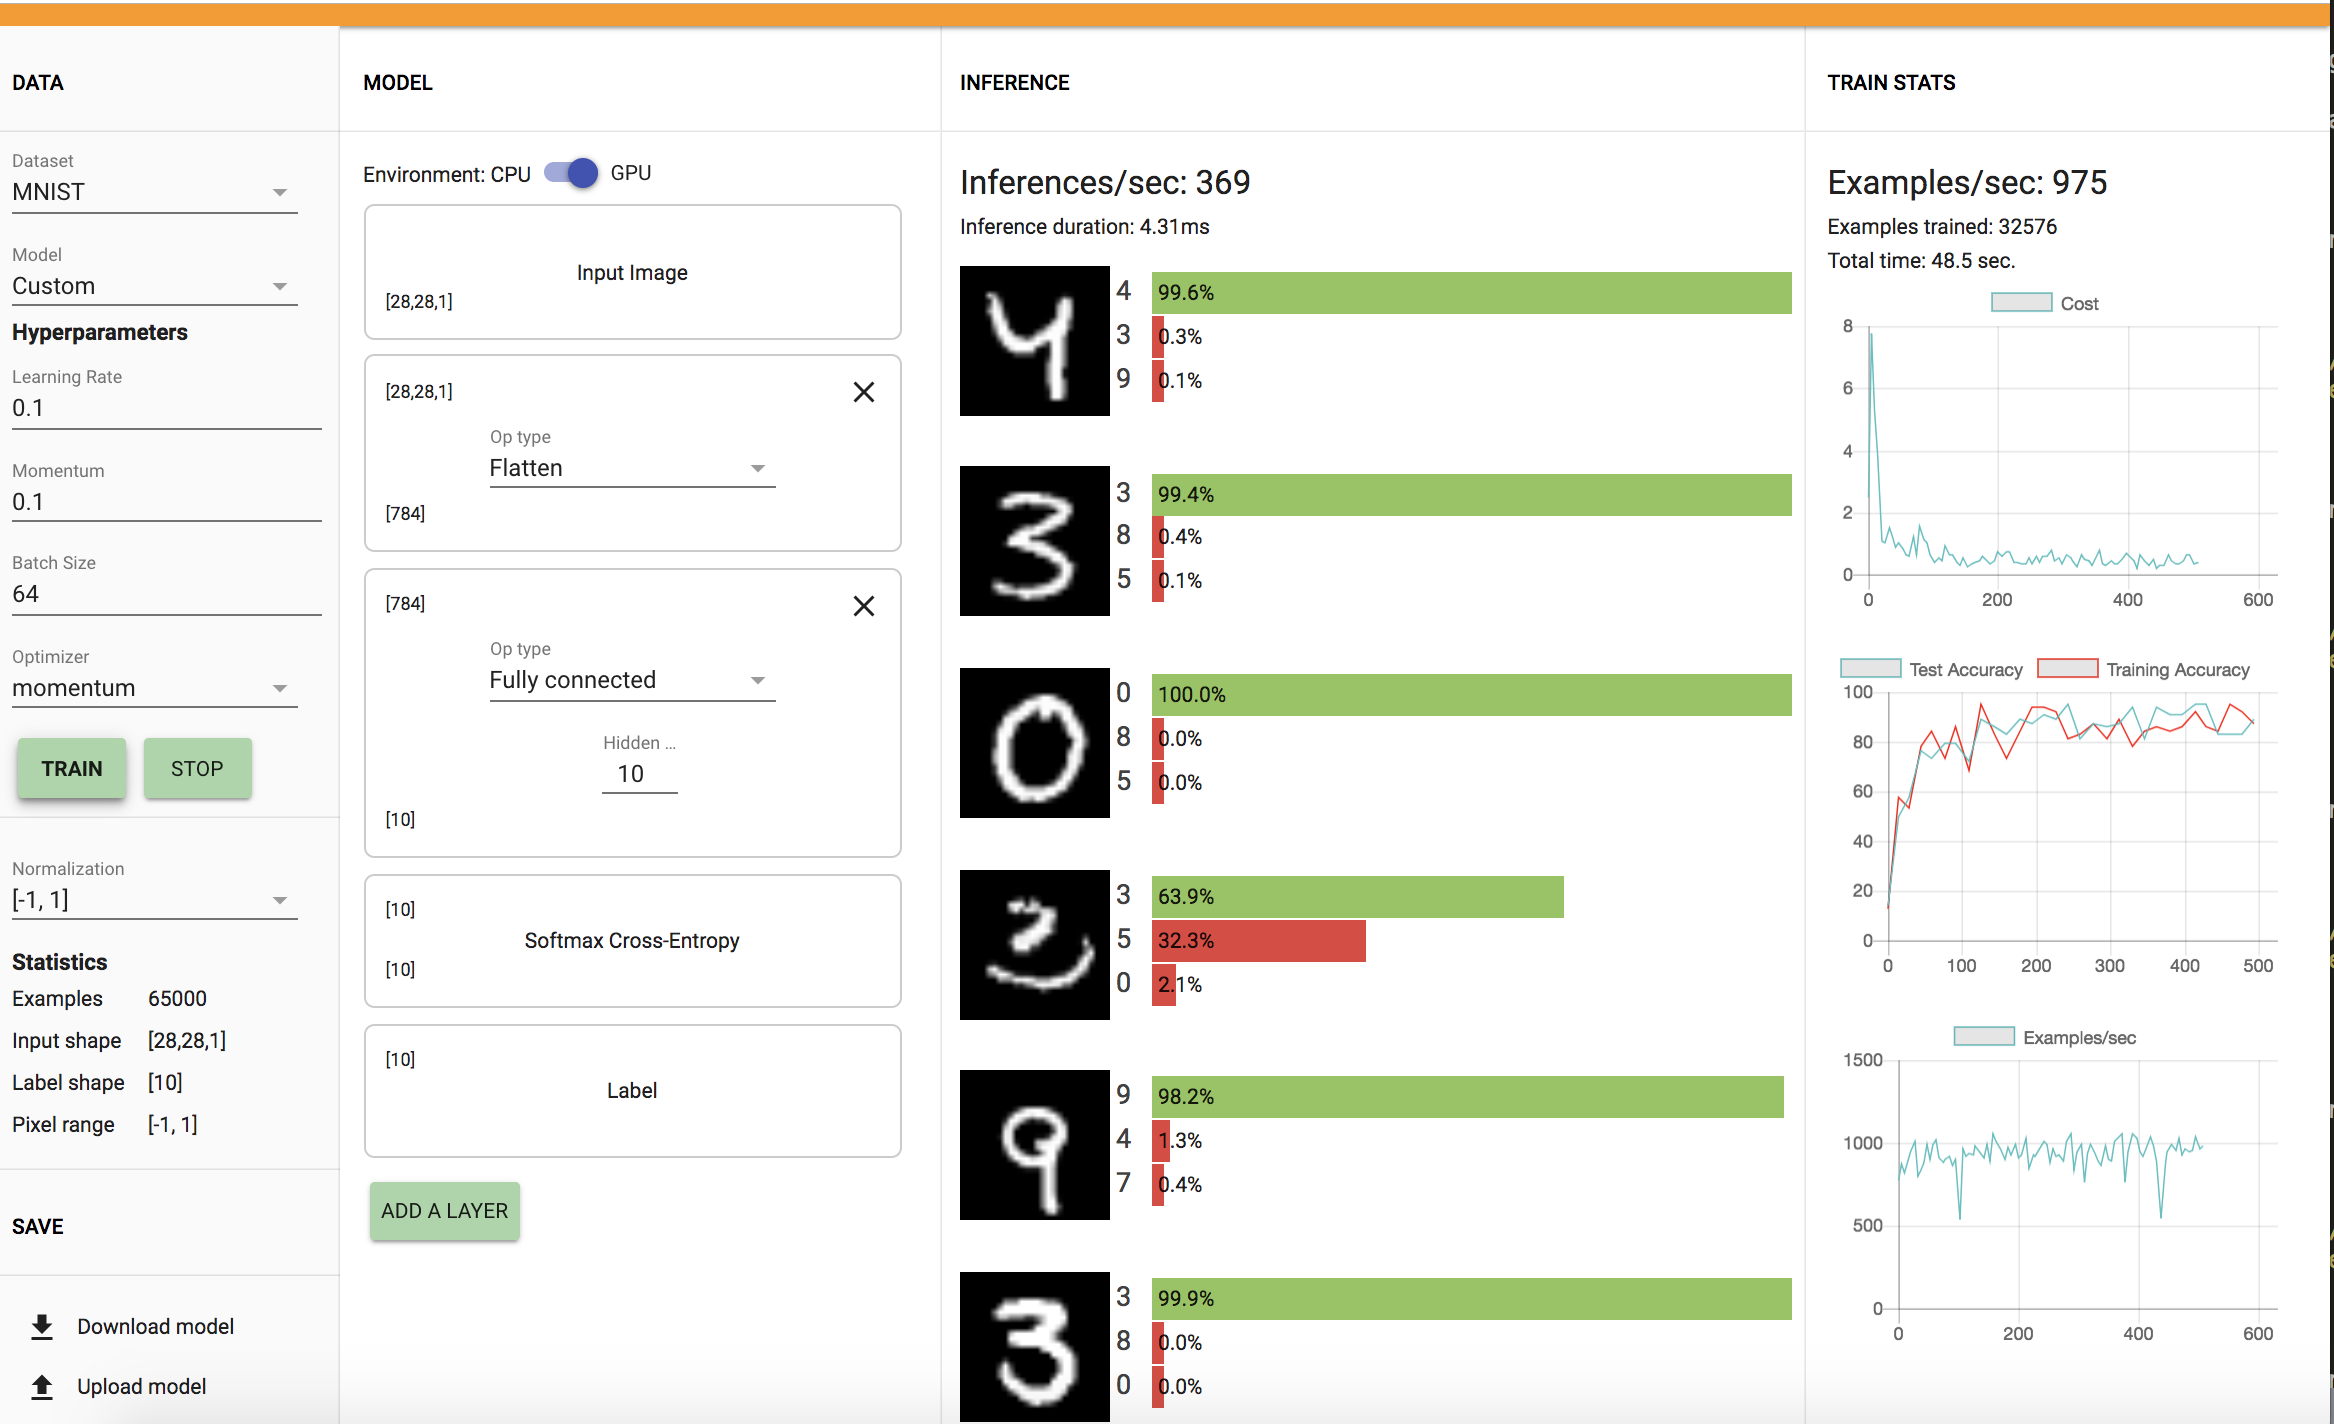 DATA
Dataset
MNIST
Model
Custom
Hyperparameters
Learning Rate
0.1
Momentum
0.1
Batch Size
64
Optimizer
momentum
TRAIN STOP
Normalization
[-1, 1]
Statistics
Examples 65000
Input shape [28,28,1]
Label shape [10]
Pixel range [-1, 1]
SAVE
Download model
Upload model
MODEL
Environment: CPU GPU
Input Image
[28,28,1]
[28,28,1]
Op type
Flatten
[784]
[784]
Op type
Fully connected
Hidden ...
10
[10]
[10]
Softmax Cross-Entropy
[10]
[10]
Label
ADD A LAYER
INFERENCE
Inferences/sec: 369
Inference duration: 4.31ms
4 99.6%
3 0.3%
9 0.1%
3 99.4%
8 0.4%
5 0.1%
0 100.0%
8 0.0%
5 0.0%
3 63.9%
5 32.3%
0 2.1%
9 98.2%
4 1.3%
7 0.4%
3 99.9%
8 0.0%
0 0.0%
TRAIN STATS
Examples/sec: 975
Examples trained: 32576
Total time: 48.5 sec.
Cost
8
6
4
2
0
0 200 400 600
Test Accuracy Training Accuracy
100
80
60
40
20
0
0 100 200 300 400 500
Examples/sec
1500
1000
500
0
0 200 400 600